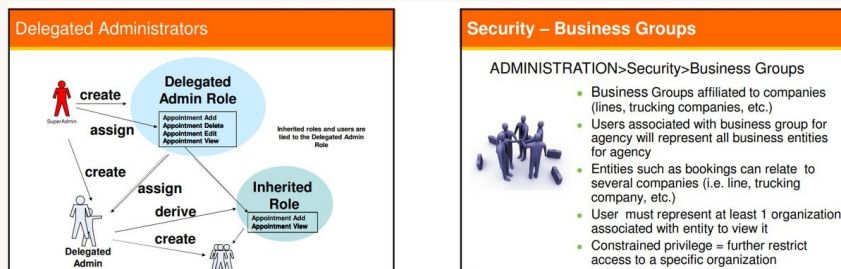 Delegated Administrators
create
SuperAdmin
assign
Delegated
Admin Role
Appointment Add
Appointment Delete
Appointment Edit
Appointment View
Inherited roles and users are
tied to the Delegated Admin
Role
create
assign
derive
create
Delegated
Admin
Inherited
Role
Appointment Add
Appointment View
Security – Business Groups
ADMINISTRATION>Security>Business Groups
• Business Groups affiliated to companies
(lines, trucking companies, etc.)
• Users associated with business group for
agency will represent all business entities
for agency
• Entities such as bookings can relate to
several companies (i.e. line, trucking
company, etc.)
• User must represent at least 1 organization
associated with entity to view it
• Constrained privilege = further restrict
access to a specific organization